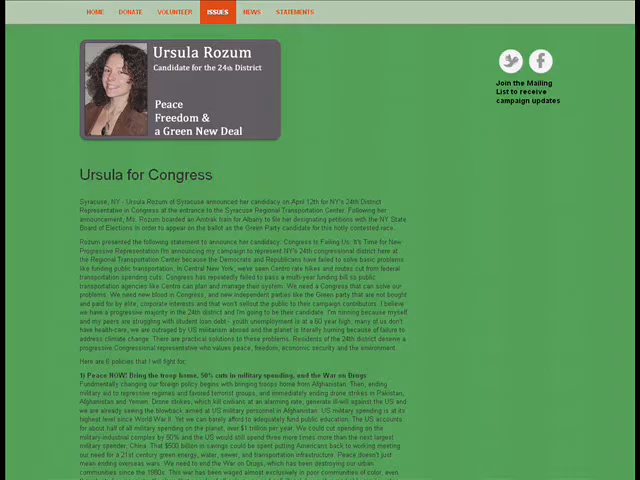 HOME DONATE VOLUNTEER ISSUES NEWS STATEMENTS
Ursula Rozum
Candidate for the 24th District
Peace
Freedom &
a Green New Deal
Join the Mailing
List to receive
campaign updates
Ursula for Congress
Syracuse, NY - Ursula Rozum of Syracuse announced her candidacy on April 12th for NY's 24th District
Representative in Congress at the entrance to the Syracuse Regional Transportation Center. Following her
announcement, Ms. Rozum boarded an Amtrak train for Albany to file her designating petitions with the NY State
Board of Elections in order to appear on the ballot as the Green Party candidate for this hotly contested race.
Rozum presented the following statement to announce her candidacy: Congress Is Failing Us: It's Time for New
Progressive Representation I'm announcing my campaign to represent NY's 24th congressional district here at
the Regional Transportation Center because the Democrats and Republicans have failed to solve basic problems
like funding public transportation. In Central New York, we've seen Centro rate hikes and routes cut from federal
transportation spending cuts. Congress has repeatedly failed to pass a multi-year funding bill so public
transportation agencies like Centro can plan and manage their system. We need a Congress that can solve our
problems. We need new blood in Congress, and new independent parties like the Green party that are not bought
and paid for by elite, corporate interests and that won't sellout the public to their campaign contributors. I believe
we have a progressive majority in the 24th district and I'm going to be their candidate. I'm running because myself
and my peers are struggling with student loan debt- youth unemployment is at a 60 year high, many of us don't
have health-care, we are outraged by US militarism abroad and the planet is literally burning because of failure to
address climate change. There are practical solutions to these problems. Residents of the 24th district deserve a
progressive Congressional representative who values peace, freedom, economic security and the environment.
Here are 6 policies that I will fight for:
1) Peace NOW! Bring the troop home, 50% cuts in military spending, end the War on Drugs
Fundamentally changing our foreign policy begins with bringing troops home from Afghanistan. Then, ending
military aid to repressive regimes and favored terrorist groups, and immediately ending drone strikes in Pakistan,
Afghanistan and Yemen. Drone strikes, which kill civilians at an alarming rate, generate ill will against the US and
we are already seeing the blowback aimed at US military personnel in Afghanistan. US military spending is at its
highest level since World War II. Yet we can barely afford to adequately fund public education. The US accounts
for about half of all military spending on the planet, over $1 trillion per year. We could cut spending on the
military-industrial complex by 50% and the US would still spend three more times more than the next largest
military spender, China. That $500 billion in savings could be spent putting Americans back to work on meeting
our need for a 21st century green energy, water, sewer, and transportation infrastructure. Peace doesn't just
mean ending overseas wars. We need to end the War on Drugs, which has been destroying our urban
communities since the 1980s. This war has been waged almost exclusively in poor communities of color, even